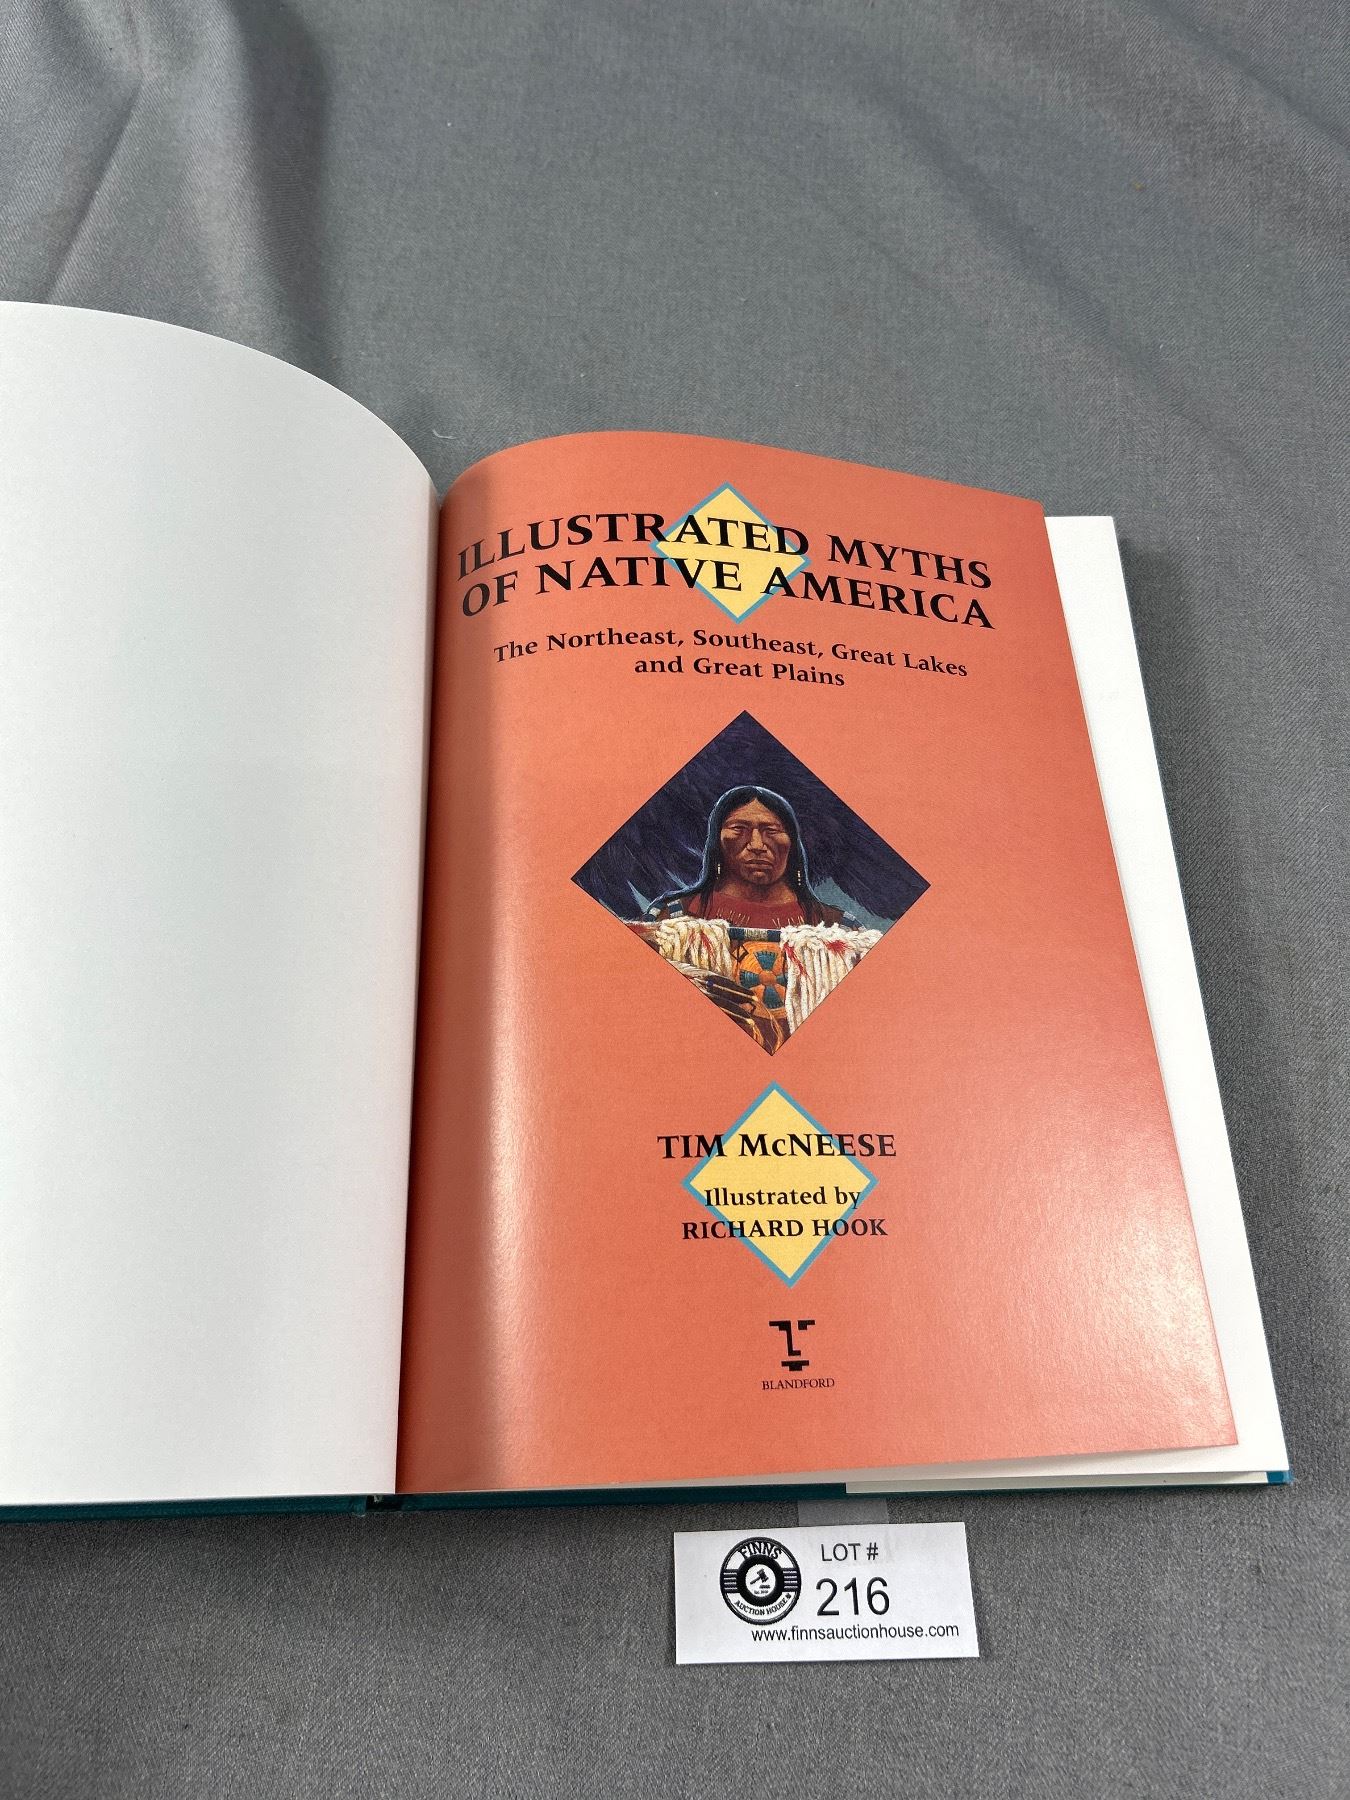 ILLUSTRATED MYTHS
OF NATIVE AMERICA
The Northeast, Southeast, Great Lakes
and Great Plains
TIM McNEESE
Illustrated by
RICHARD HOOK
BLANDFORD
FINNS
AUCTION HOUSE
LOT #
216
www.finnsauctionhouse.com